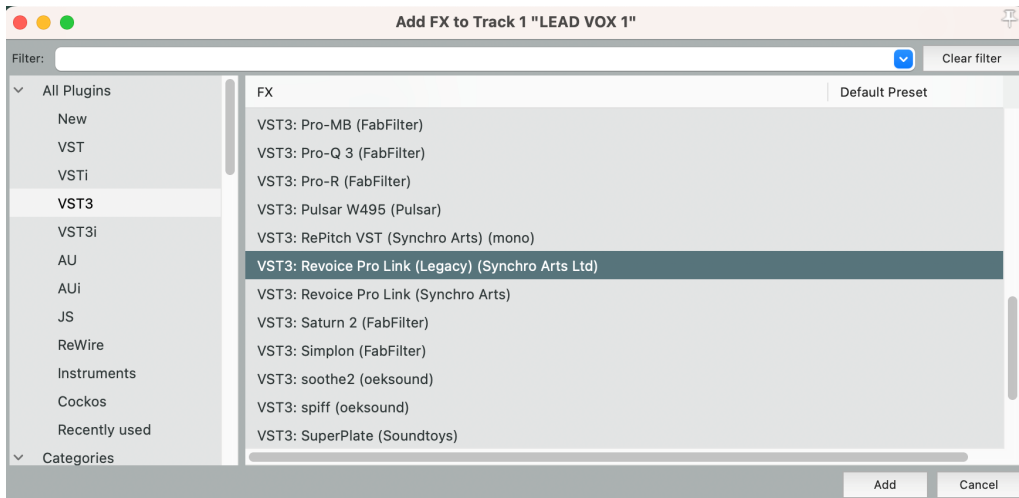 Add FX to Track 1 "LEAD VOX 1"
Filter:
Clear filter
All Plugins
New
VST
VSTi
VST3
VST3i
AU
AUi
JS
ReWire
Instruments
Cockos
Recently used
Categories
FX
Default Preset
VST3: Pro-MB (FabFilter)
VST3: Pro-Q 3 (FabFilter)
VST3: Pro-R (FabFilter)
VST3: Pulsar W495 (Pulsar)
VST3: RePitch VST (Synchro Arts) (mono)
VST3: Revoice Pro Link (Legacy) (Synchro Arts Ltd)
VST3: Revoice Pro Link (Synchro Arts)
VST3: Saturn 2 (FabFilter)
VST3: Simplon (FabFilter)
VST3: soothe2 (oeksound)
VST3: spiff (oeksound)
VST3: SuperPlate (Soundtoys)
Add
Cancel